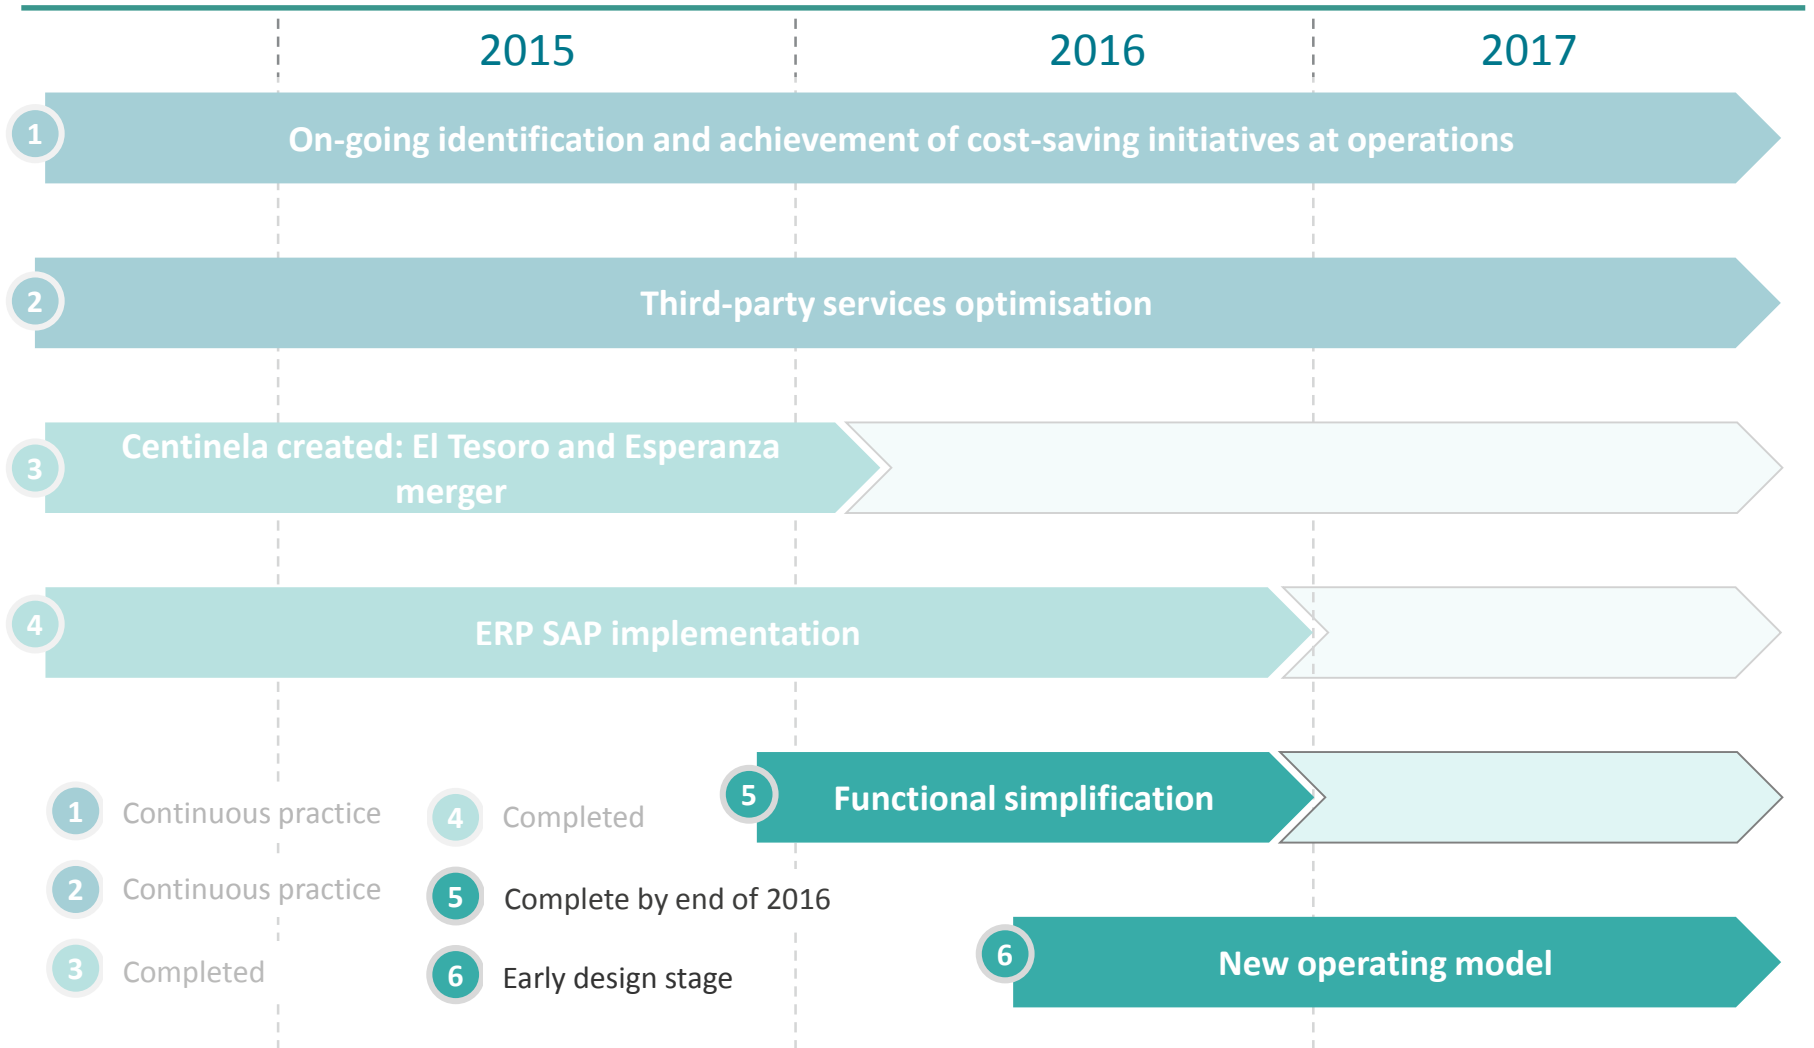 2015 2016 2017
1 On-going identification and achievement of cost-saving initiatives at operations
2 Third-party services optimisation
3 Centinela created: El Tesoro and Esperanza
merger
4 ERP SAP implementation
5 Functional simplification
6 New operating model
1 Continuous practice
2 Continuous practice
3 Completed
4 Completed
5 Complete by end of 2016
6 Early design stage